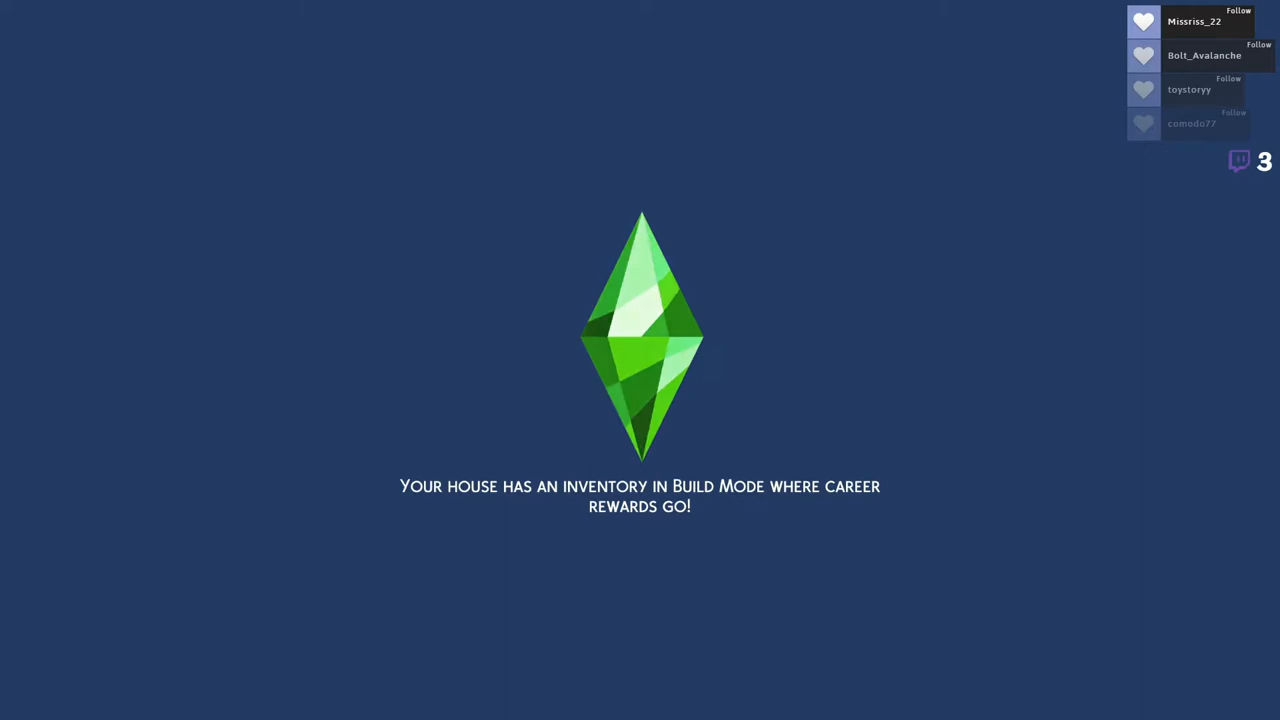 Follow
Missriss_22
Follow
Bolt_Avalanche
Follow
toystoryy
Follow
comodo77
3
Your house has an inventory in Build Mode where career
rewards go!